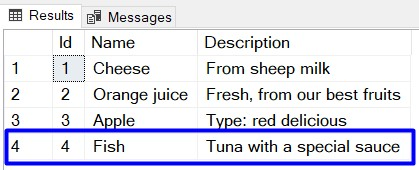 Results Messages
Id Name Description
1 1 Cheese From sheep milk
2 2 Orange juice Fresh, from our best fruits
3 3 Apple Type: red delicious
4 4 Fish Tuna with a special sauce